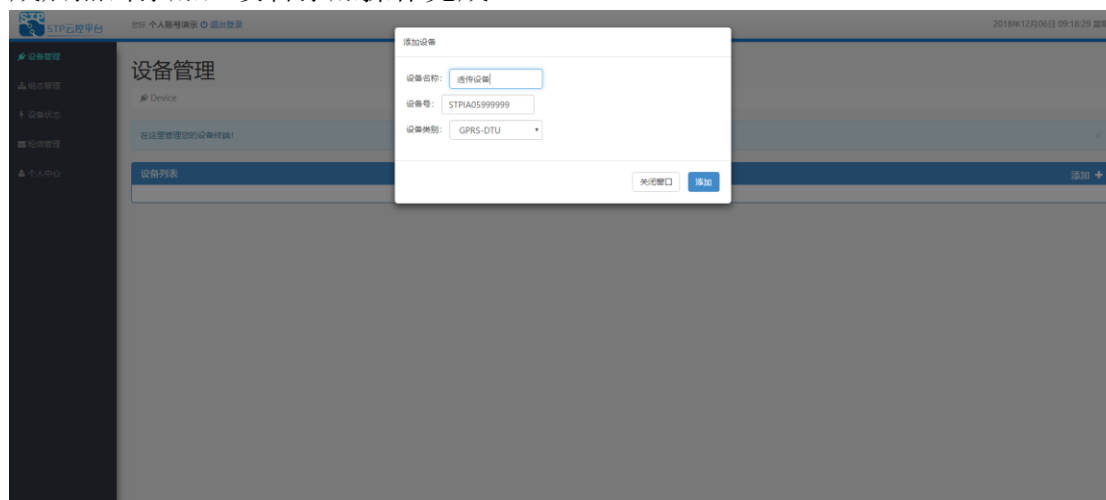 STP
STP云控平台
您好 个人账号演示 退出登录
2018年12月06日 09:18:29
设备管理
组态管理
设备状态
短信管理
个人中心
设备管理
Device
在这里管理您的设备终端！
×
设备列表
添加 +
添加设备
设备名称：
透传设备
设备号：
STPIA05999999
设备类别：
GPRS-DTU
关闭窗口
添加